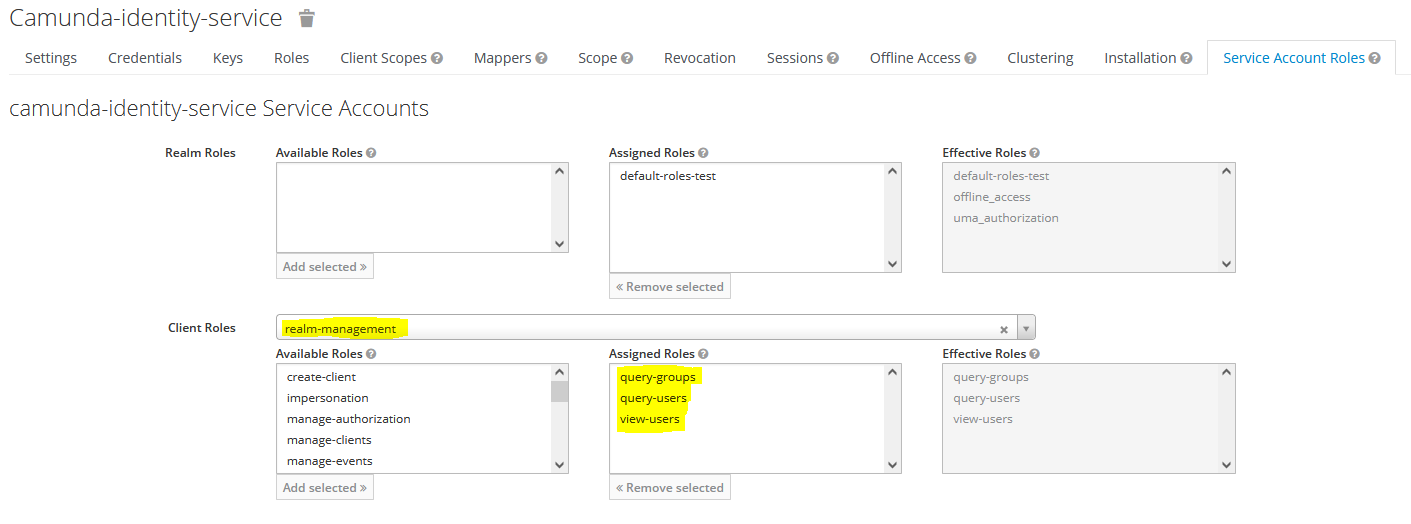 Camunda-identity-service
Settings Credentials Keys Roles Client Scopes Mappers Scope Revocation Sessions Offline Access Clustering Installation Service Account Roles
camunda-identity-service Service Accounts
Realm Roles Available Roles Assigned Roles Effective Roles
default-roles-test default-roles-test
offline_access
uma_authorization
Add selected »
« Remove selected
Client Roles realm-management
Available Roles Assigned Roles Effective Roles
create-client query-groups query-groups
impersonation query-users query-users
manage-authorization view-users view-users
manage-clients
manage-events
Add selected » « Remove selected